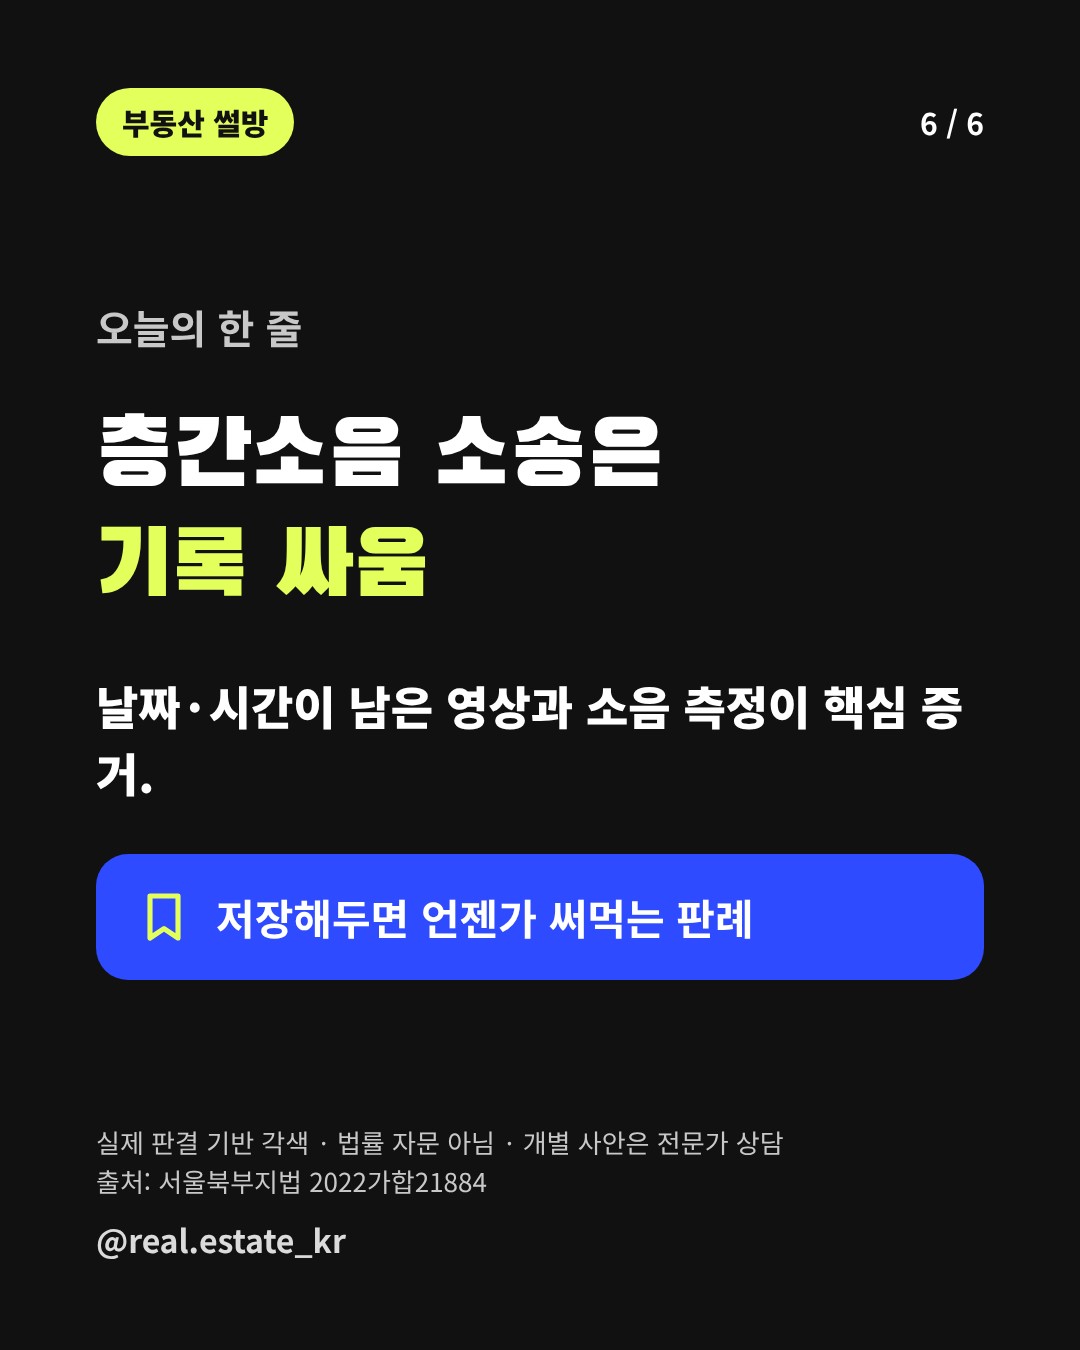 부동산 썰방
6 / 6
오늘의 한 줄
층간소음 소송은
기록 싸움
날짜·시간이 남은 영상과 소음 측정이 핵심 증
거.
저장해두면 언젠가 써먹는 판례
실제 판결 기반 각색 · 법률 자문 아님 · 개별 사안은 전문가 상담
출처: 서울북부지법 2022가합21884
@real.estate_kr